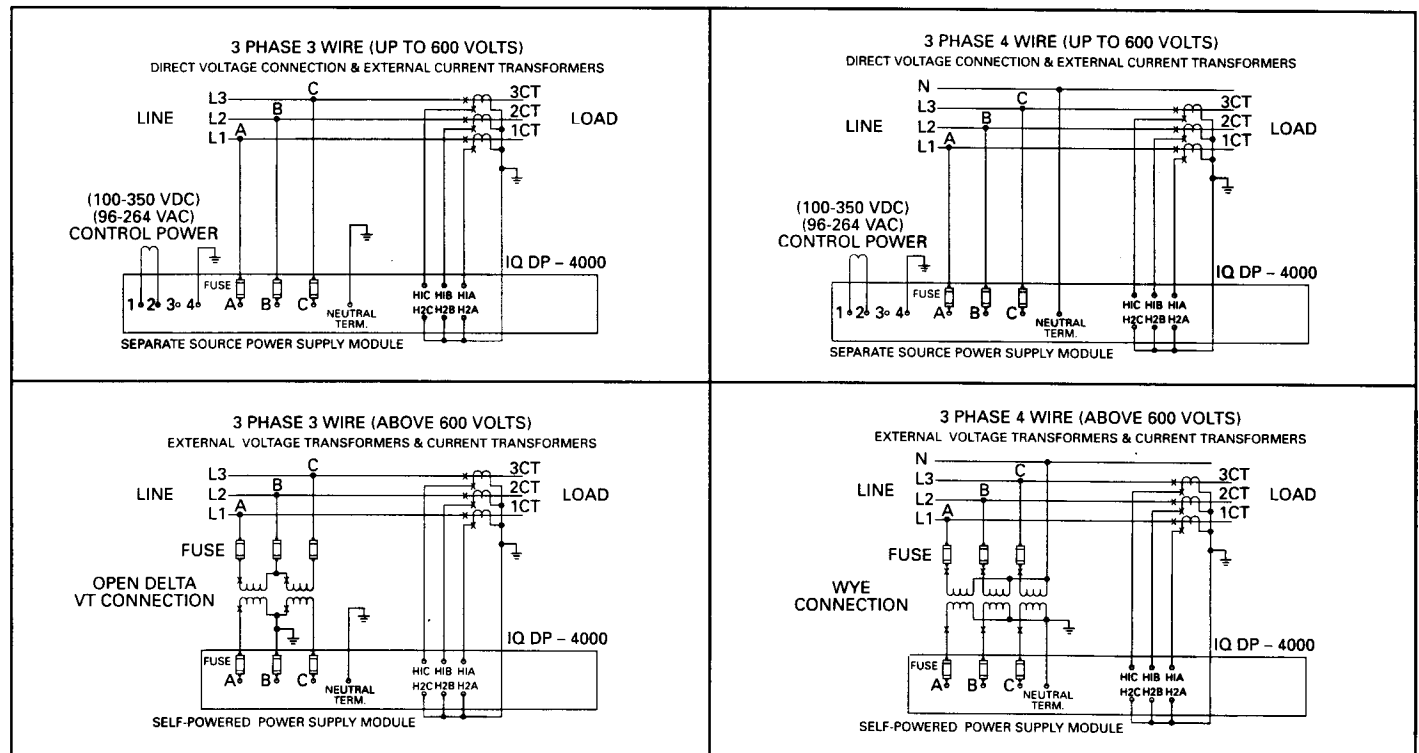 3 PHASE 3 WIRE (UP TO 600 VOLTS)
DIRECT VOLTAGE CONNECTION & EXTERNAL CURRENT TRANSFORMERS
C
L3 3CT
B
LINE L2 2CT LOAD
A
L1 1CT
(100-350 VDC)
(96-264 VAC)
CONTROL POWER
IQ DP – 4000
FUSE
HIC HIB HIA
1 2 3 4 A B C H2C H2B H2A
NEUTRAL
TERM.
SEPARATE SOURCE POWER SUPPLY MODULE
3 PHASE 4 WIRE (UP TO 600 VOLTS)
DIRECT VOLTAGE CONNECTION & EXTERNAL CURRENT TRANSFORMERS
N
C
L3 3CT
B
LINE L2 2CT LOAD
A
L1 1CT
(100-350 VDC)
(96-264 VAC)
CONTROL POWER
IQ DP – 4000
FUSE
HIC HIB HIA
1 2 3 4 A B C H2C H2B H2A
NEUTRAL
TERM.
SEPARATE SOURCE POWER SUPPLY MODULE
3 PHASE 3 WIRE (ABOVE 600 VOLTS)
EXTERNAL VOLTAGE TRANSFORMERS & CURRENT TRANSFORMERS
C
L3 3CT
B
LINE L2 2CT LOAD
A
L1 1CT
FUSE
OPEN DELTA
VT CONNECTION
IQ DP – 4000
FUSE
HIC HIB HIA
A B C H2C H2B H2A
NEUTRAL
TERM.
SELF-POWERED POWER SUPPLY MODULE
3 PHASE 4 WIRE (ABOVE 600 VOLTS)
EXTERNAL VOLTAGE TRANSFORMERS & CURRENT TRANSFORMERS
N
C
L3 3CT
B
LINE L2 2CT LOAD
A
L1 1CT
FUSE
WYE
CONNECTION
IQ DP – 4000
FUSE
HIC HIB HIA
A B C H2C H2B H2A
NEUTRAL
TERM.
SELF-POWERED POWER SUPPLY MODULE